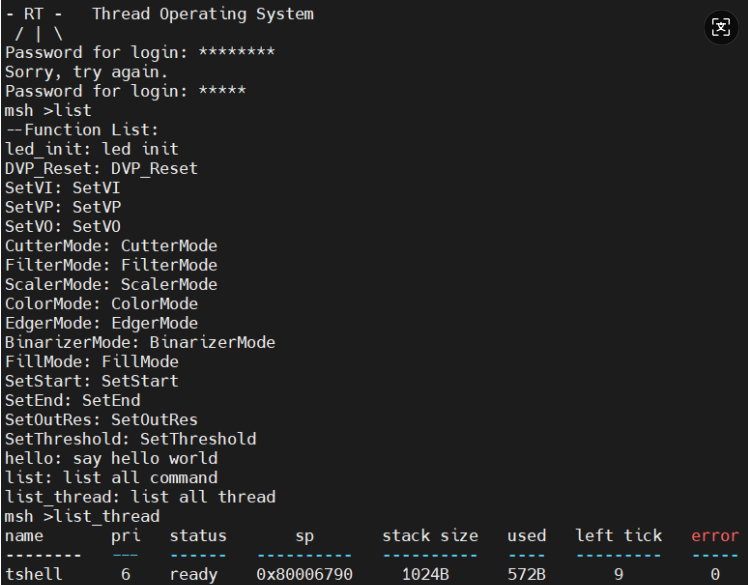 - RT -   Thread Operating System
 / | \
Password for login: ********
Sorry, try again.
Password for login: *****
msh >list
--Function List:
led_init: led init
DVP_Reset: DVP_Reset
SetVI: SetVI
SetVP: SetVP
SetVO: SetVO
CutterMode: CutterMode
FilterMode: FilterMode
ScalerMode: ScalerMode
ColorMode: ColorMode
EdgerMode: EdgerMode
BinarizerMode: BinarizerMode
FillMode: FillMode
SetStart: SetStart
SetEnd: SetEnd
SetOutRes: SetOutRes
SetThreshold: SetThreshold
hello: say hello world
list: list all command
list_thread: list all thread
msh >list_thread
name       pri   status       sp       stack size   used   left tick   error
--------   ---   ------   ----------   ----------   ----   ---------   -----
tshell      6    ready    0x80006790     1024B      572B       9         0